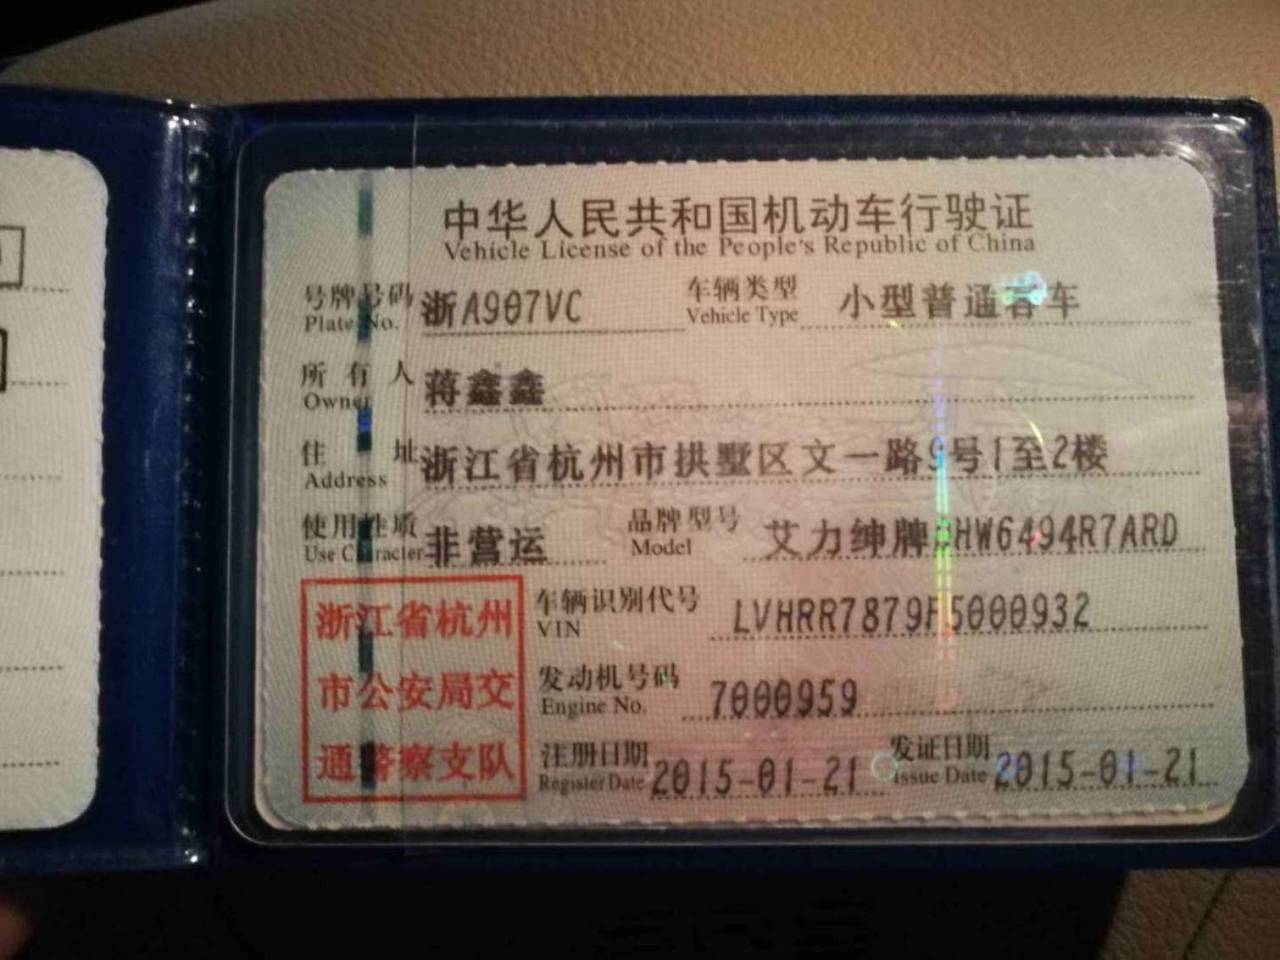 中华人民共和国机动车行驶证
Vehicle License of the People's Republic of China
号牌号码 浙A907VC 车辆类型 小型普通客车
Plate No. Vehicle Type
所有人 蒋鑫鑫
Owner
住址 浙江省杭州市拱墅区文一路9号1至2楼
Address
使用性质 非营运 品牌型号 艾力绅牌DHW6494R7ARD
Use Character Model
浙江省杭州
市公安局交
通警察支队
车辆识别代号 LVHRR7879F5000932
VIN
发动机号码 7000959
Engine No.
注册日期 2015-01-21 发证日期 2015-01-21
Register Date Issue Date